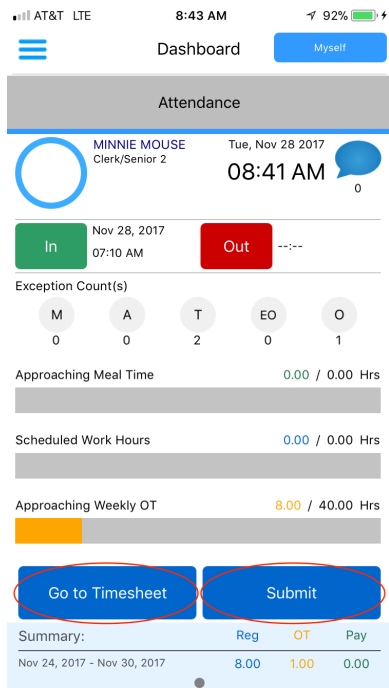 AT&T LTE 8:43 AM 92%
Dashboard Myself
Attendance
MINNIE MOUSE Tue, Nov 28 2017
Clerk/Senior 2 08:41 AM
0
In Nov 28, 2017 07:10 AM Out --:--
Exception Count(s)
M A T EO O
0 0 2 0 1
Approaching Meal Time 0.00 / 0.00 Hrs
Scheduled Work Hours 0.00 / 0.00 Hrs
Approaching Weekly OT 8.00 / 40.00 Hrs
Go to Timesheet Submit
Summary: Reg OT Pay
Nov 24, 2017 - Nov 30, 2017 8.00 1.00 0.00